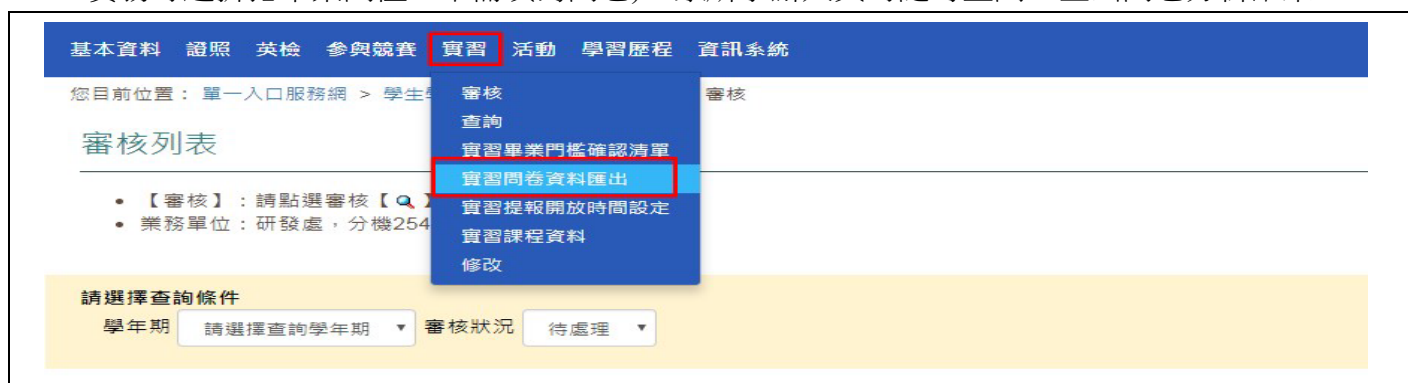 基本資料 證照 英檢 參與競賽 實習 活動 學習歷程 資訊系統
您目前位置: 單一入口服務網 > 學生 審核
審核
查詢
實習畢業門檻確認清單
實習問卷資料匯出
實習提報開放時間設定
實習課程資料
修改
審核列表
• 【審核】:請點選審核【
• 業務單位:研發處,分機254
請選擇查詢條件
學年期 請選擇查詢學年期 審核狀況 待處理